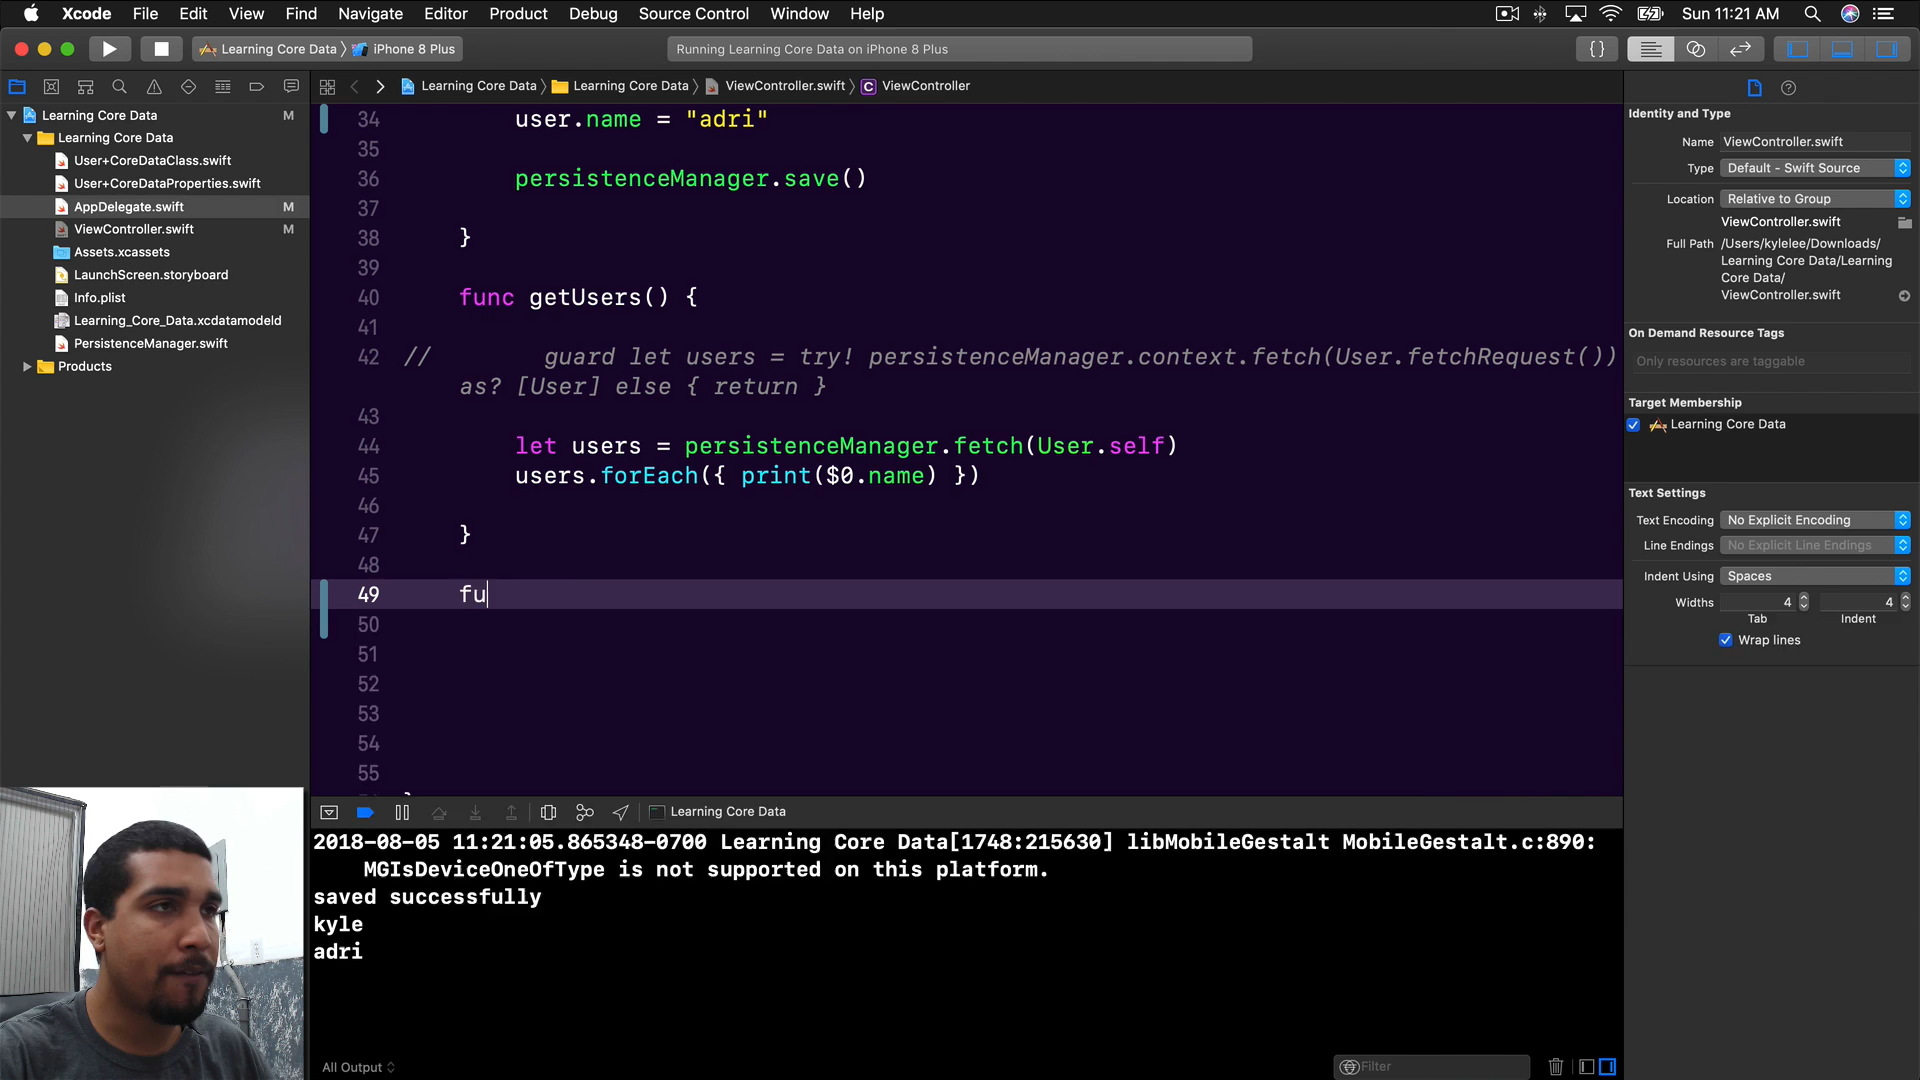 Xcode File Edit View Find Navigate Editor Product Debug Source Control Window Help Sun 11:21 AM
Learning Core Data iPhone 8 Plus Running Learning Core Data on iPhone 8 Plus
Learning Core Data Learning Core Data ViewController.swift C ViewController
Learning Core Data M
Learning Core Data
User+CoreDataClass.swift
User+CoreDataProperties.swift
AppDelegate.swift M
ViewController.swift M
Assets.xcassets
LaunchScreen.storyboard
Info.plist
Learning_Core_Data.xcdatamodeld
PersistenceManager.swift
Products
34 user.name = "adri"
35
36 persistenceManager.save()
37
38 }
39
40 func getUsers() {
41
42 // guard let users = try! persistenceManager.context.fetch(User.fetchRequest())
as? [User] else { return }
43
44 let users = persistenceManager.fetch(User.self)
45 users.forEach({ print($0.name) })
46
47 }
48
49 fu
50
51
52
53
54
55
Learning Core Data
2018-08-05 11:21:05.865348-0700 Learning Core Data[1748:215630] libMobileGestalt MobileGestalt.c:890:
MGIsDeviceOneOfType is not supported on this platform.
saved successfully
kyle
adri
All Output
Filter
Identity and Type
Name ViewController.swift
Type Default - Swift Source
Location Relative to Group
ViewController.swift
Full Path /Users/kylelee/Downloads/
Learning Core Data/Learning
Core Data/
ViewController.swift
On Demand Resource Tags
Only resources are taggable
Target Membership
Learning Core Data
Text Settings
Text Encoding No Explicit Encoding
Line Endings No Explicit Line Endings
Indent Using Spaces
Widths 4 4
Tab Indent
Wrap lines